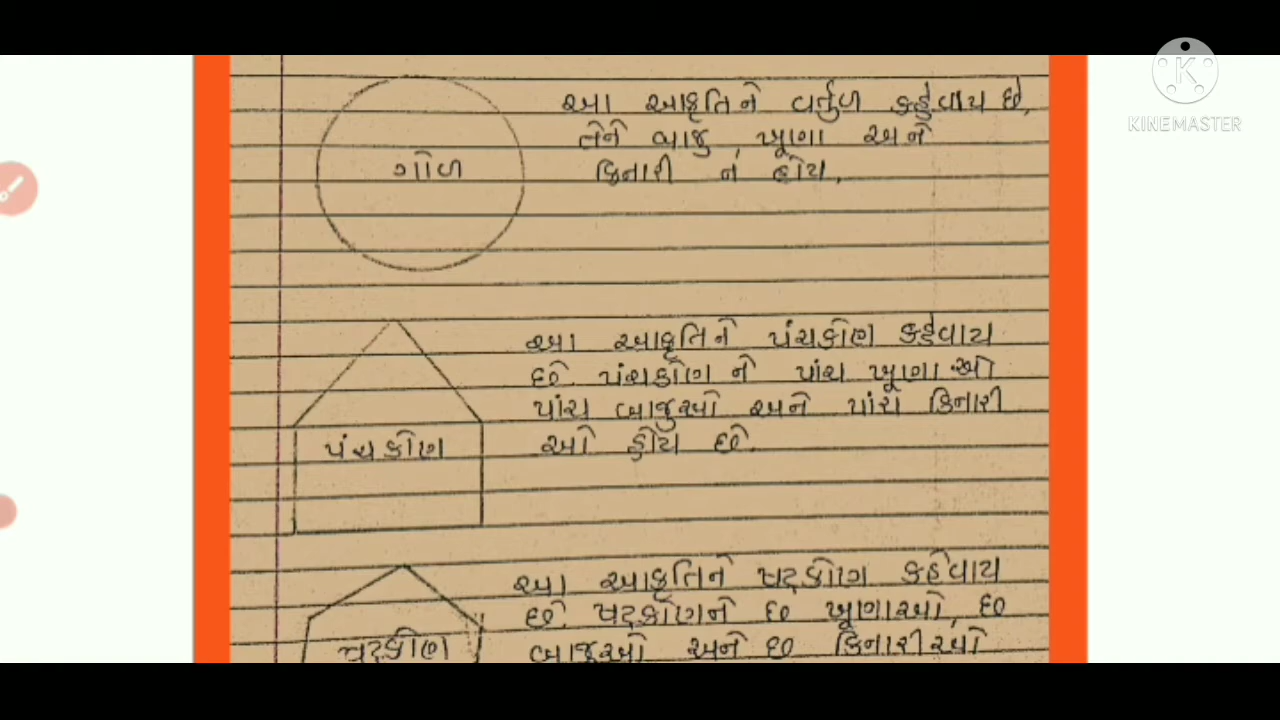 KINEMASTER
ગોળ
આ આકૃતિને વર્તુળ કહેવાય છે.
તેને બાજુ, ખૂણા અને
કિનારી ન હોય.
પંચકોણ
આ આકૃતિને પંચકોણ કહેવાય
છે. પંચકોણ ને પાંચ ખૂણા ઓ
પાંચ બાજુઓ અને પાંચ કિનારી
ઓ હોય છે.
ષટ્કોણ
આ આકૃતિને ષટ્કોણ કહેવાય
છે. ષટ્કોણને છ ખૂણાઓ, છ
બાજુઓ અને છ કિનારીઓ